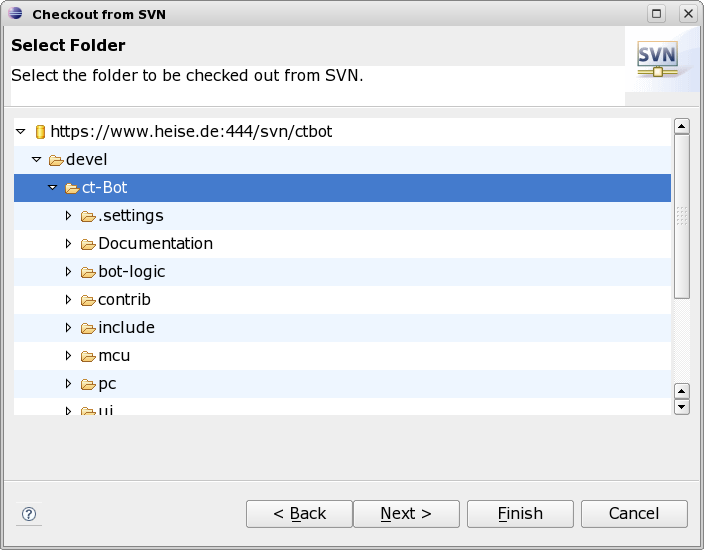 Checkout from SVN
Select Folder
Select the folder to be checked out from SVN.
SVN
https://www.heise.de:444/svn/ctbot
devel
ct-Bot
.settings
Documentation
bot-logic
contrib
include
mcu
pc
ui
?
< Back
Next >
Finish
Cancel